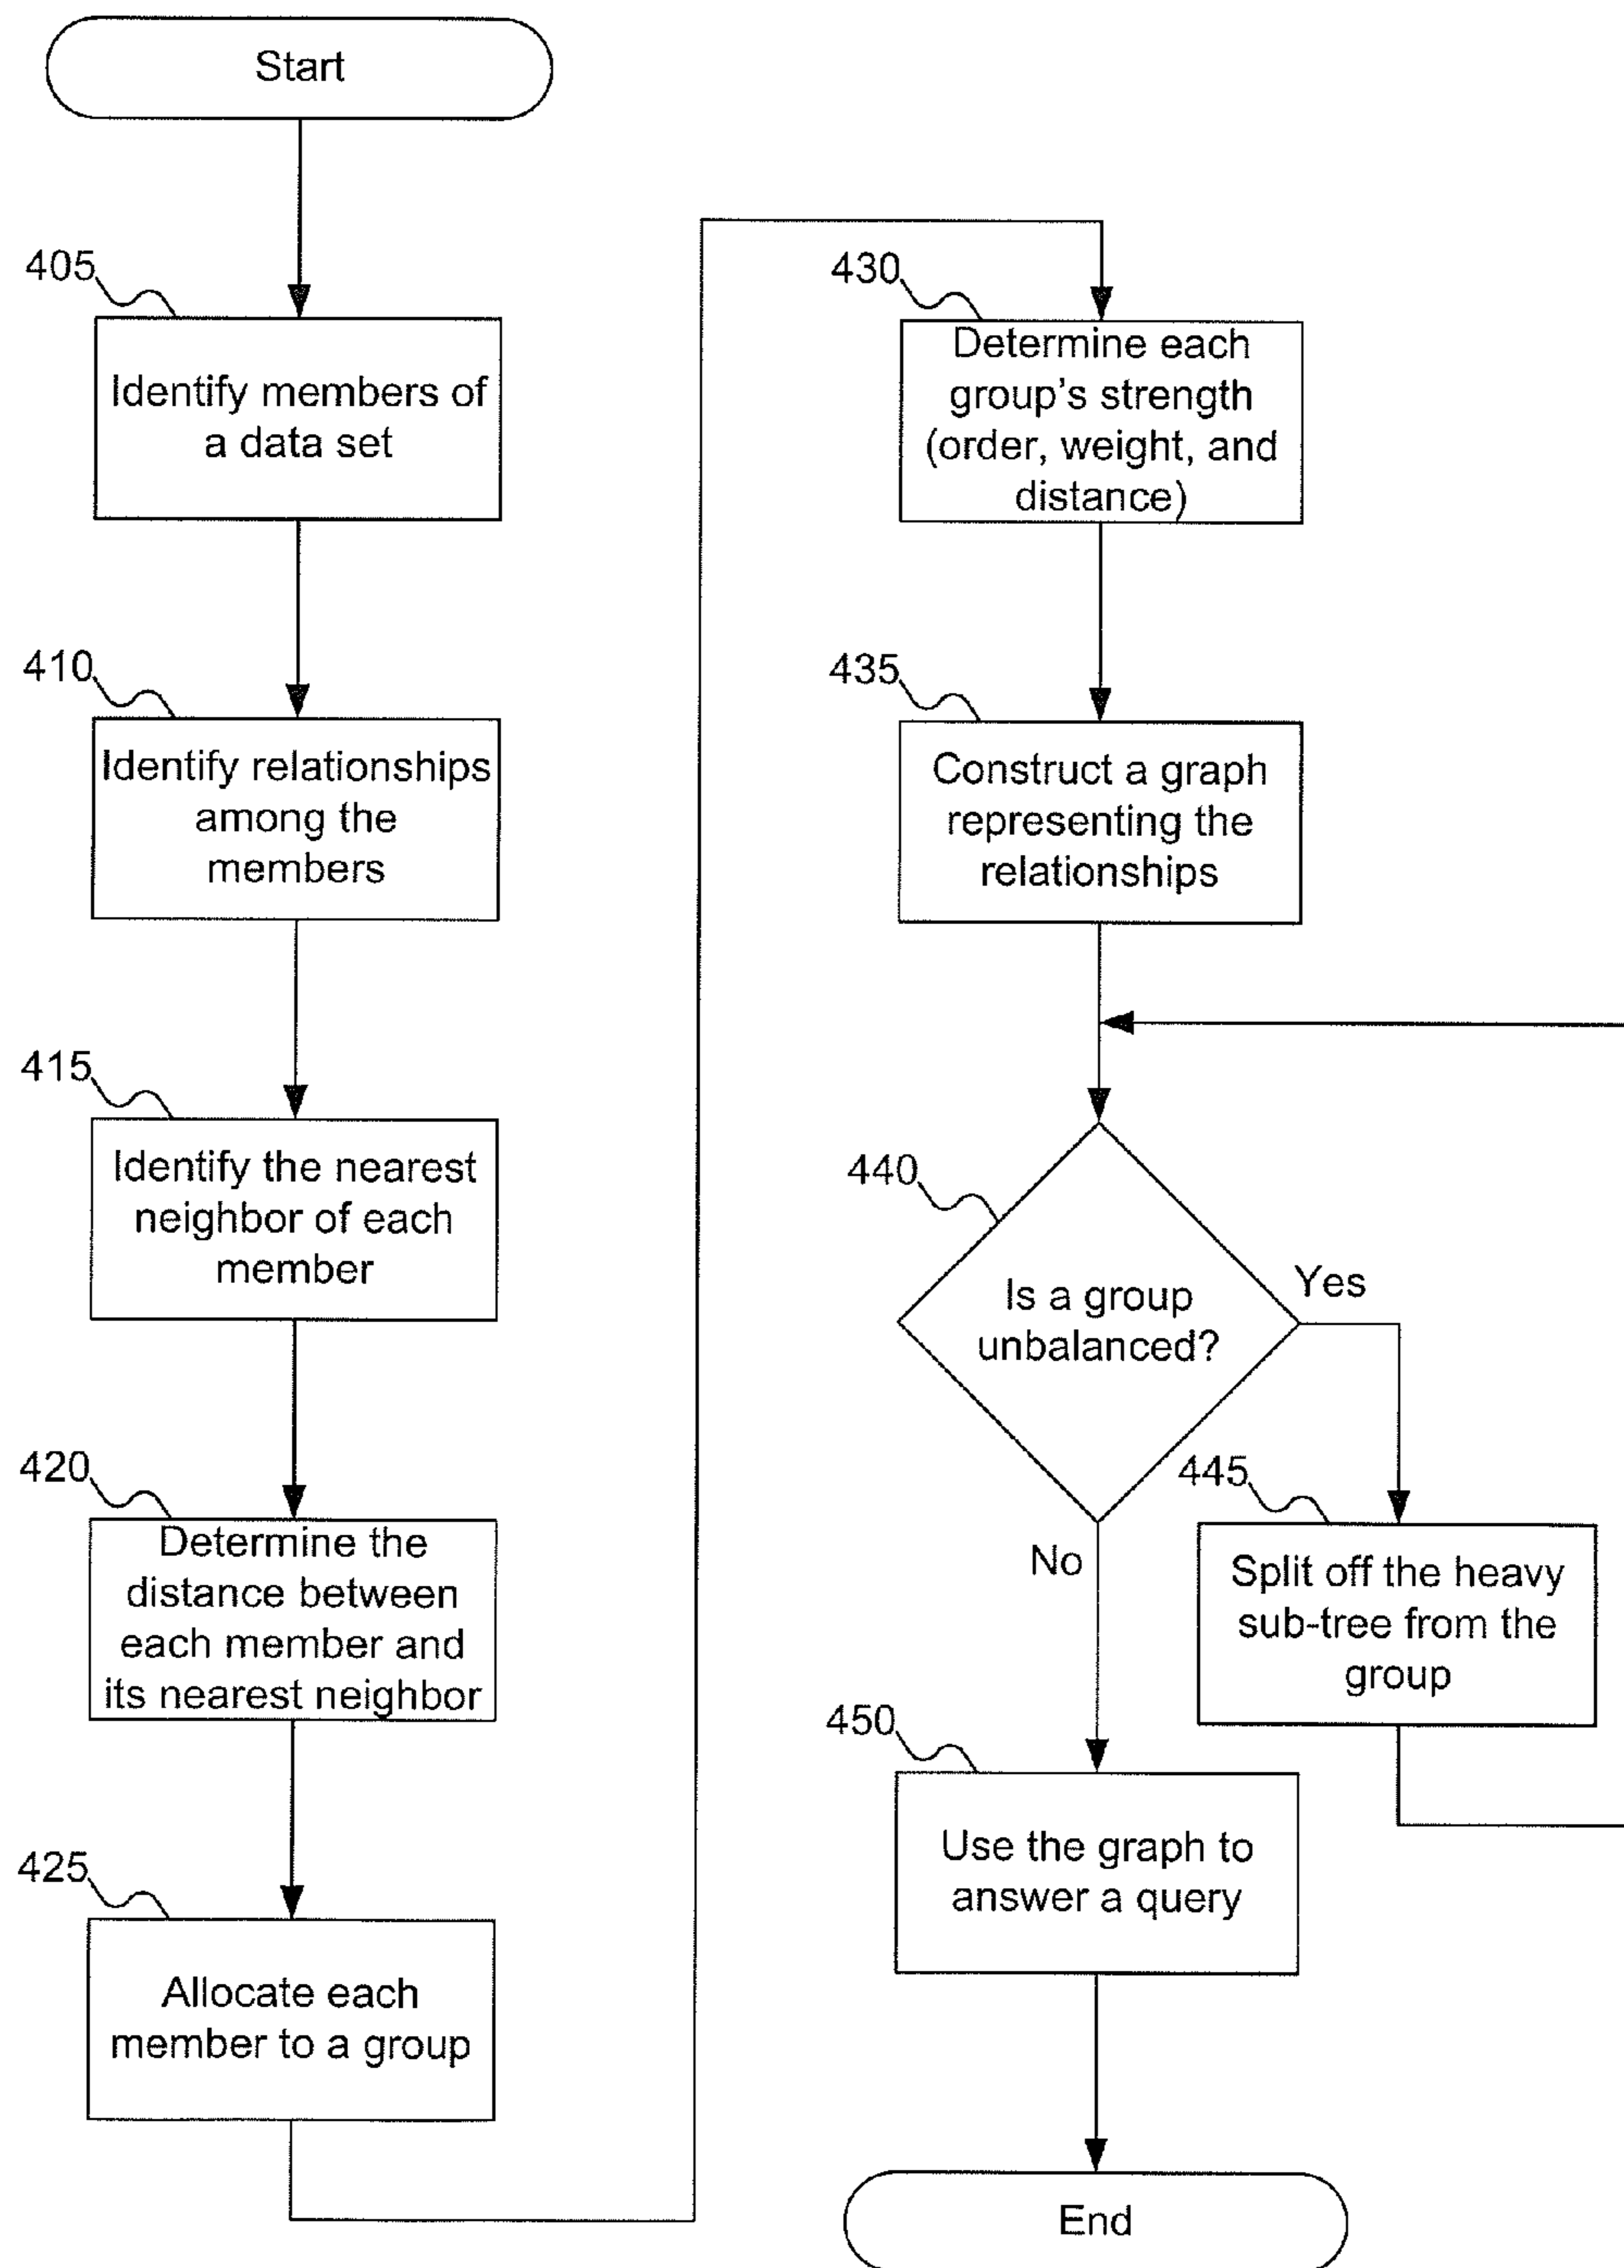 Start
405
Identify members of
a data set
410
Identify relationships
among the
members
415
Identify the nearest
neighbor of each
member
420
Determine the
distance between
each member and
its nearest neighbor
425
Allocate each
member to a group
430
Determine each
group's strength
(order, weight, and
distance)
435
Construct a graph
representing the
relationships
440
Is a group
unbalanced?
Yes
No
445
Split off the heavy
sub-tree from the
group
450
Use the graph to
answer a query
End